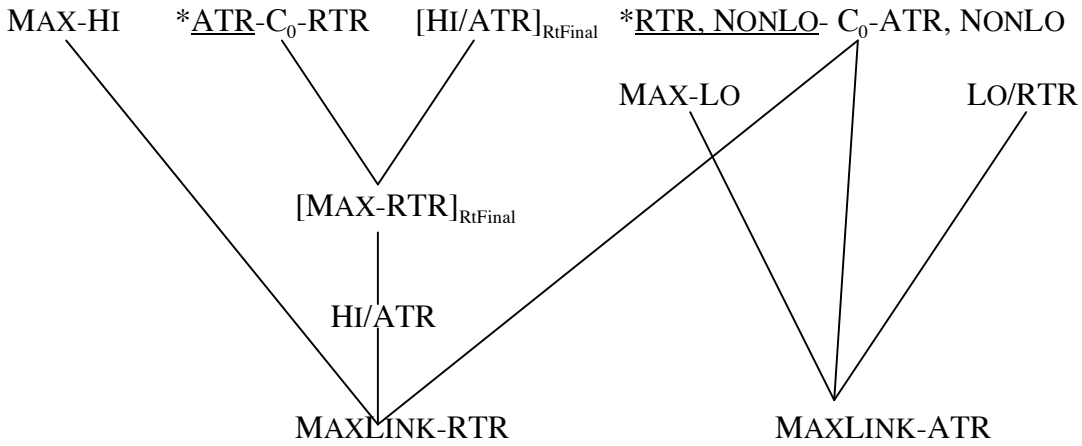 MAX-HI *ATR-C₀-RTR [HI/ATR]RtFinal *RTR, NONLO- C₀-ATR, NONLO
MAX-LO LO/RTR
[MAX-RTR]RtFinal
HI/ATR
MAXLINK-RTR MAXLINK-ATR